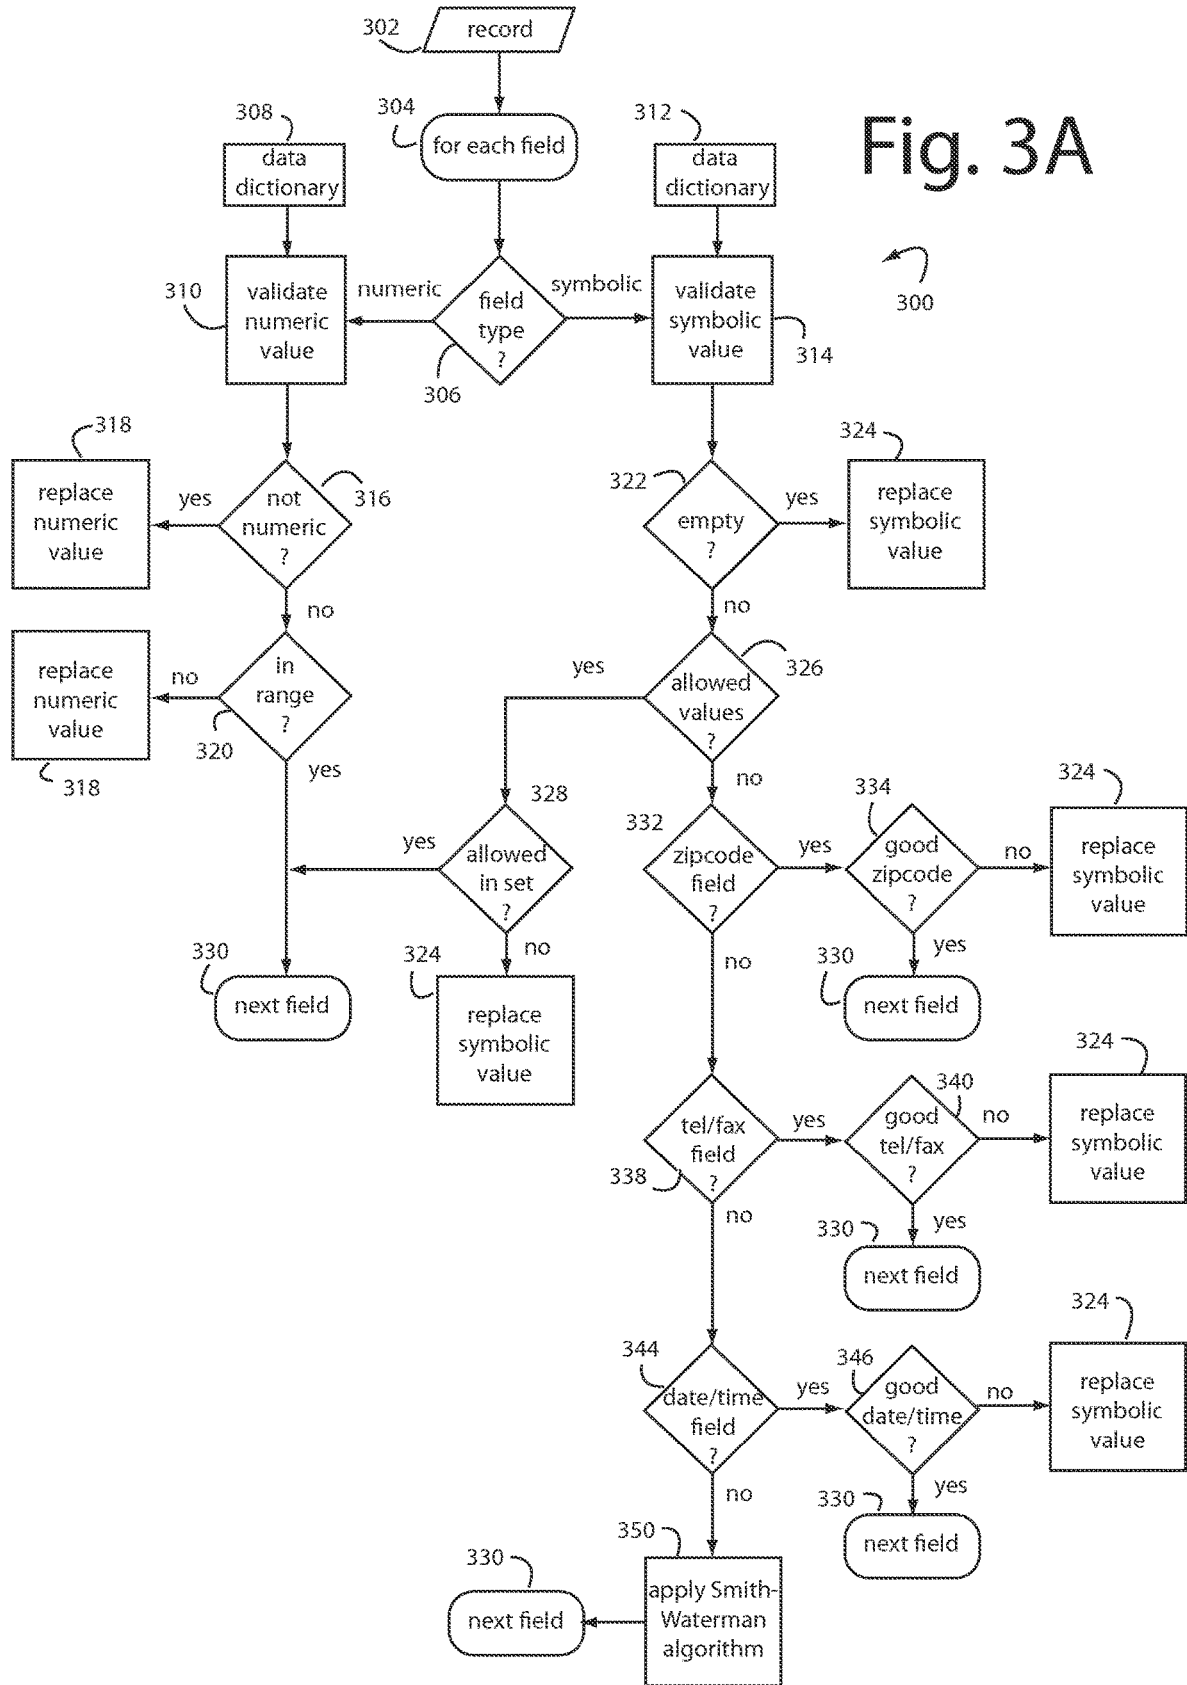 302
record
304
for each field
Fig. 3A
308
data
dictionary
312
data
dictionary
300
310
validate
numeric
value
numeric
field
type
?
306
symbolic
validate
symbolic
value
314
318
replace
numeric
value
yes
not
numeric
?
316
no
322
empty
?
yes
324
replace
symbolic
value
no
replace
numeric
value
318
no
in
range
?
320
yes
yes
allowed
values
?
326
no
328
yes
allowed
in set
?
no
332
zipcode
field
?
yes
334
good
zipcode
?
no
324
replace
symbolic
value
no
yes
330
next field
324
replace
symbolic
value
330
next field
tel/fax
field
?
338
yes
340
good
tel/fax
?
no
324
replace
symbolic
value
no
yes
330
next field
344
date/time
field
?
yes
346
good
date/time
?
no
324
replace
symbolic
value
no
yes
330
next field
350
apply Smith-
Waterman
algorithm
330
next field